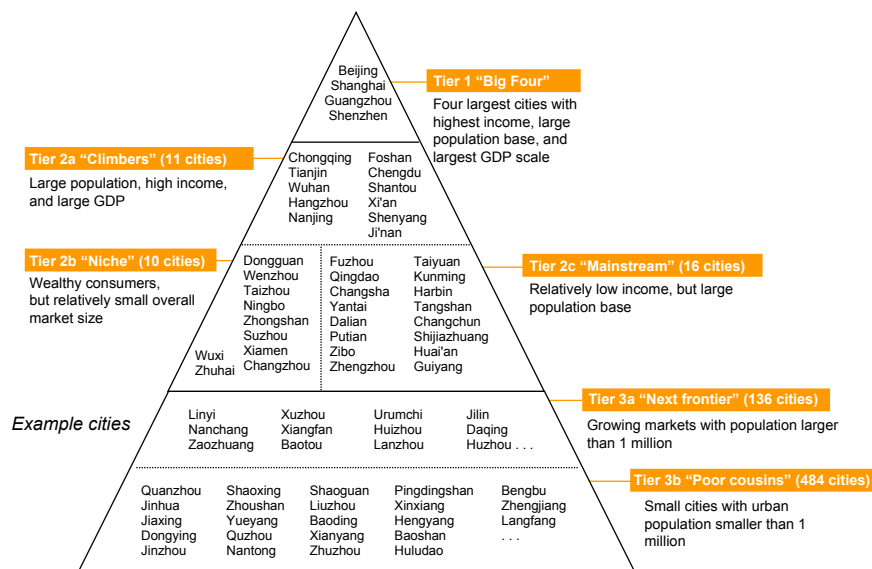 Beijing
Shanghai
Guangzhou
Shenzhen
Tier 1 “Big Four”
Four largest cities with
highest income, large
population base, and
largest GDP scale
Tier 2a “Climbers” (11 cities)
Large population, high income,
and large GDP
Chongqing
Tianjin
Wuhan
Hangzhou
Nanjing
Foshan
Chengdu
Shantou
Xi'an
Shenyang
Ji'nan
Tier 2b “Niche” (10 cities)
Wealthy consumers,
but relatively small overall
market size
Wuxi
Zhuhai
Dongguan
Wenzhou
Taizhou
Ningbo
Zhongshan
Suzhou
Xiamen
Changzhou
Fuzhou
Qingdao
Changsha
Yantai
Dalian
Putian
Zibo
Zhengzhou
Taiyuan
Kunming
Harbin
Tangshan
Changchun
Shijiazhuang
Huai'an
Guiyang
Tier 2c “Mainstream” (16 cities)
Relatively low income, but large
population base
Example cities
Linyi
Nanchang
Zaozhuang
Xuzhou
Xiangfan
Baotou
Urumchi
Huizhou
Lanzhou
Jilin
Daqing
Huzhou . . .
Tier 3a “Next frontier” (136 cities)
Growing markets with population larger
than 1 million
Quanzhou
Jinhua
Jiaxing
Dongying
Jinzhou
Shaoxing
Zhoushan
Yueyang
Quzhou
Nantong
Shaoguan
Liuzhou
Baoding
Xianyang
Zhuzhou
Pingdingshan
Xinxiang
Hengyang
Baoshan
Huludao
Bengbu
Zhengjiang
Langfang
. . .
Tier 3b “Poor cousins” (484 cities)
Small cities with urban
population smaller than 1
million